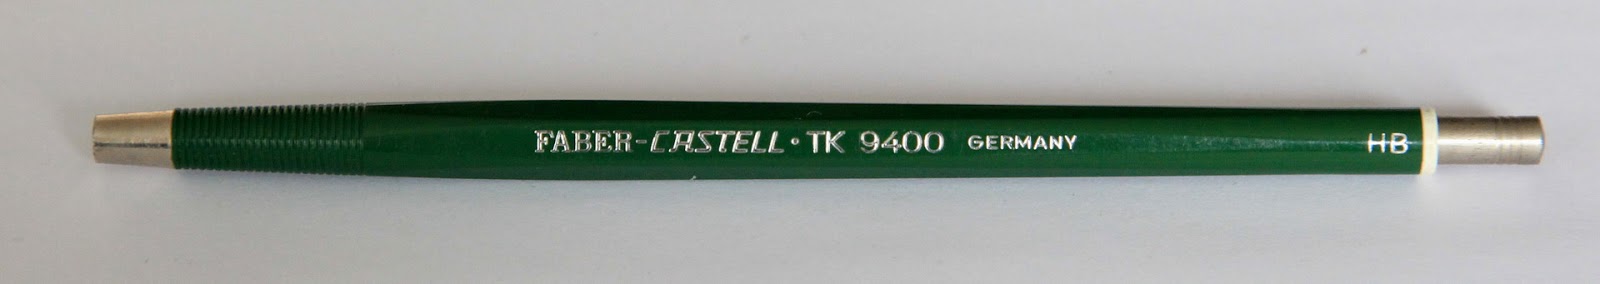 FABER-CASTELL • TK 9400 GERMANY HB